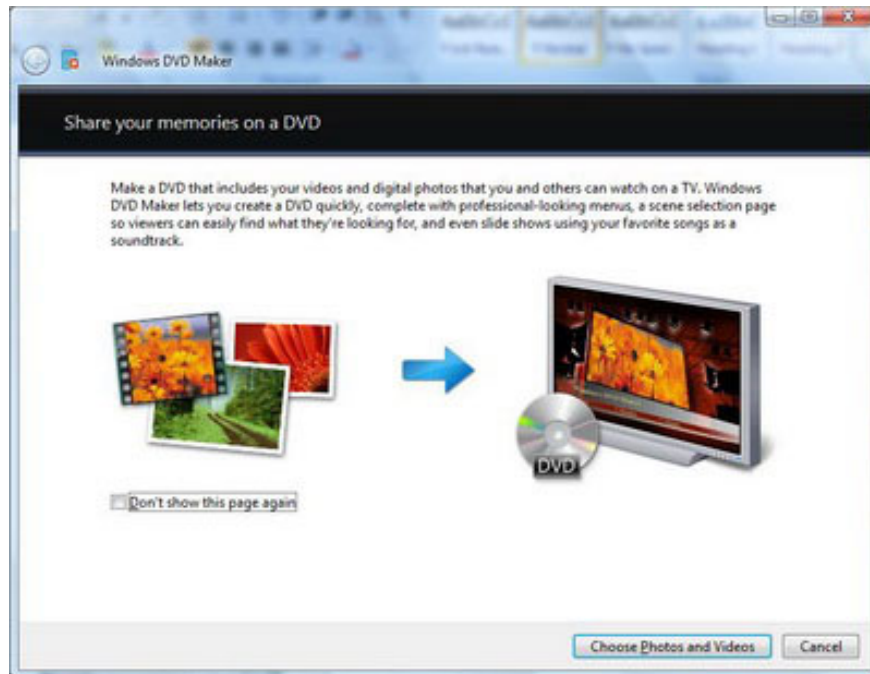 Windows DVD Maker
Share your memories on a DVD
Make a DVD that includes your videos and digital photos that you and others can watch on a TV. Windows
DVD Maker lets you create a DVD quickly, complete with professional-looking menus, a scene selection page
so viewers can easily find what they're looking for, and even slide shows using your favorite songs as a
soundtrack.
DVD
Don't show this page again
Choose Photos and Videos
Cancel